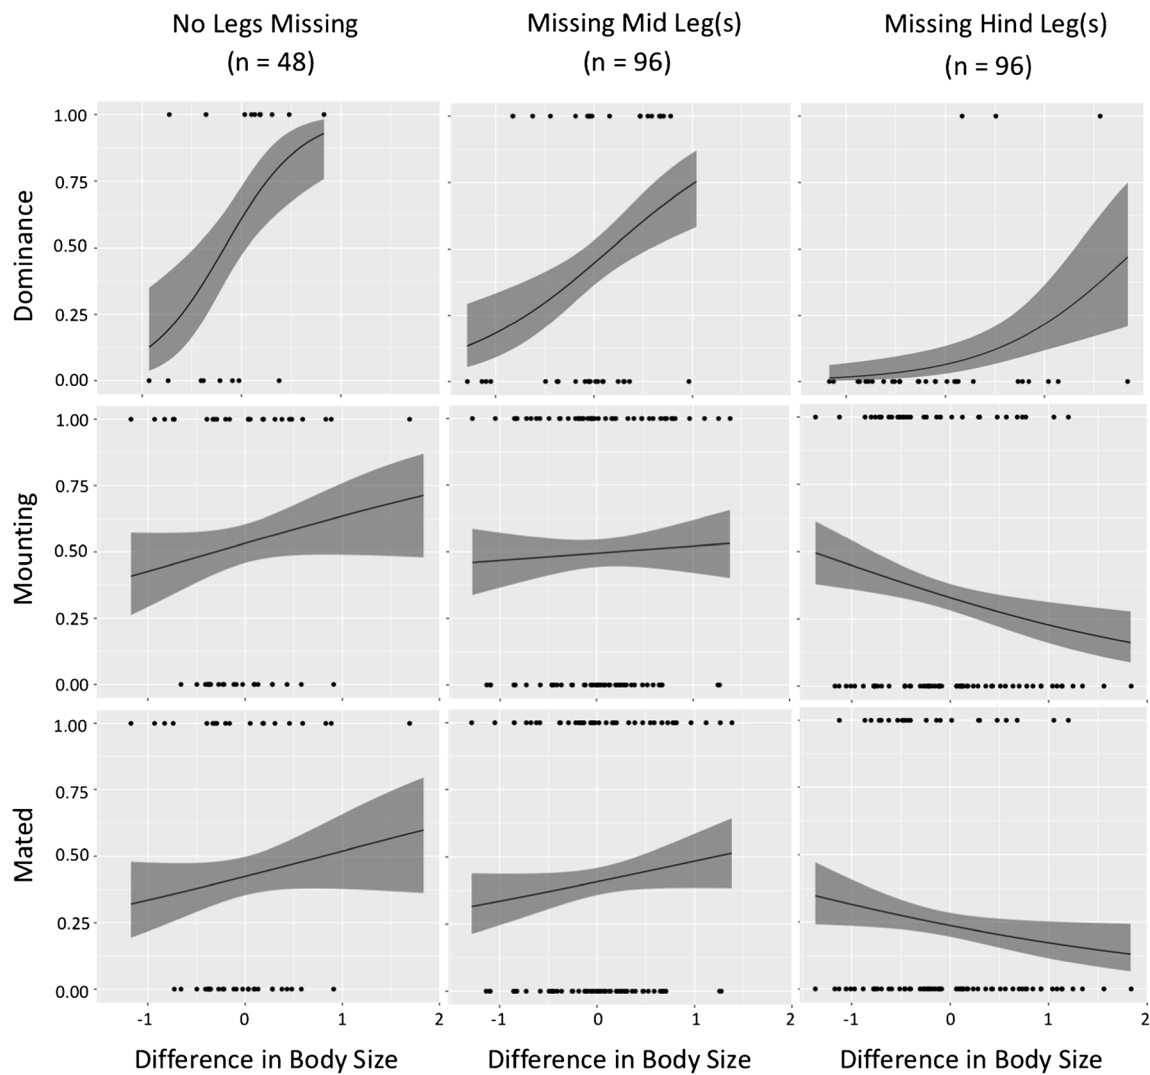 No Legs Missing
(n = 48)
Missing Mid Leg(s)
(n = 96)
Missing Hind Leg(s)
(n = 96)
Dominance
1.00
0.75
0.50
0.25
0.00
Mounting
1.00
0.75
0.50
0.25
0.00
Mated
1.00
0.75
0.50
0.25
0.00
-1 0 1 2
-1 0 1 2
-1 0 1 2
Difference in Body Size
Difference in Body Size
Difference in Body Size